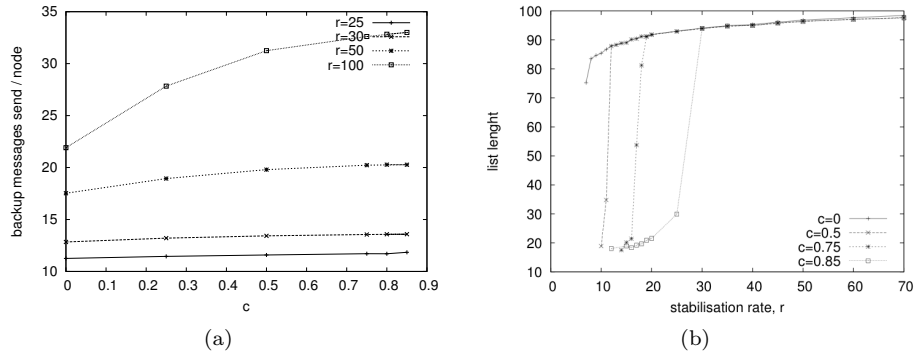 backup messages send / node
35
30
25
20
15
10
0
0.1
0.2
0.3
0.4
0.5
0.6
0.7
0.8
0.9
c
r=25
r=30
r=50
r=100
(a)
list lenght
100
90
80
70
60
50
40
30
20
10
0
10
20
30
40
50
60
70
stabilisation rate, r
c=0
c=0.5
c=0.75
c=0.85
(b)